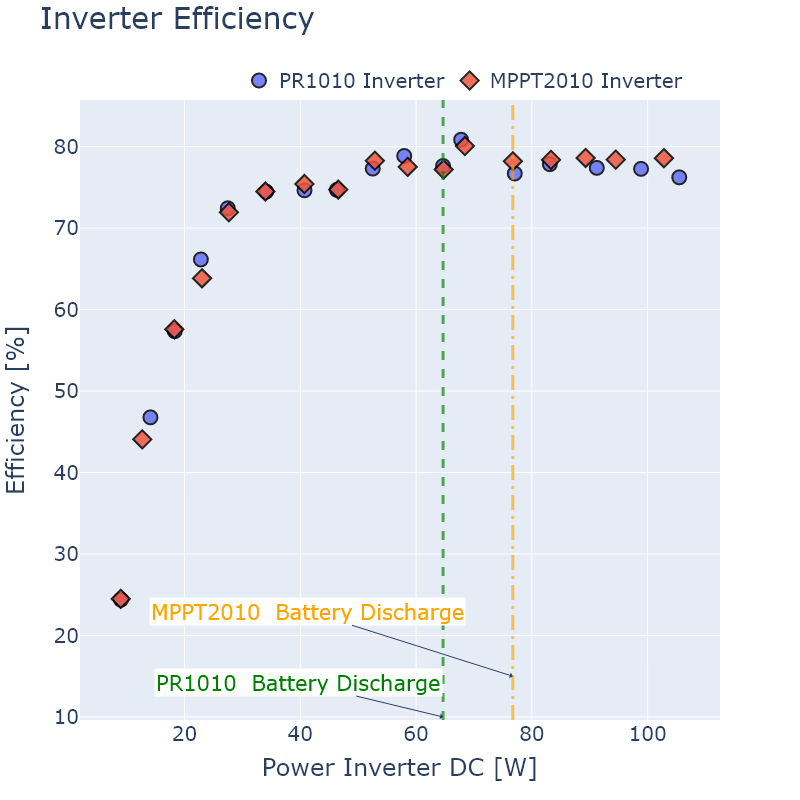 Inverter Efficiency
PR1010 Inverter
MPPT2010 Inverter
Efficiency [%]
80
70
60
50
40
30
20
10
MPPT2010  Battery Discharge
PR1010  Battery Discharge
20
40
60
80
100
Power Inverter DC [W]